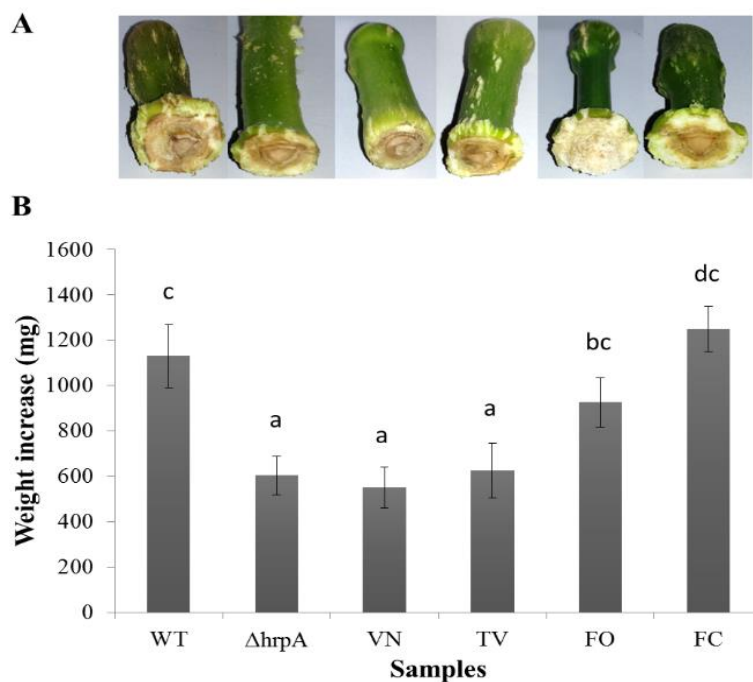 A
B
1600
1400
1200
1000
800
600
400
200
0
Weight increase (mg)
c
a
a
a
bc
dc
WT
ΔhrpA
VN
TV
FO
FC
Samples